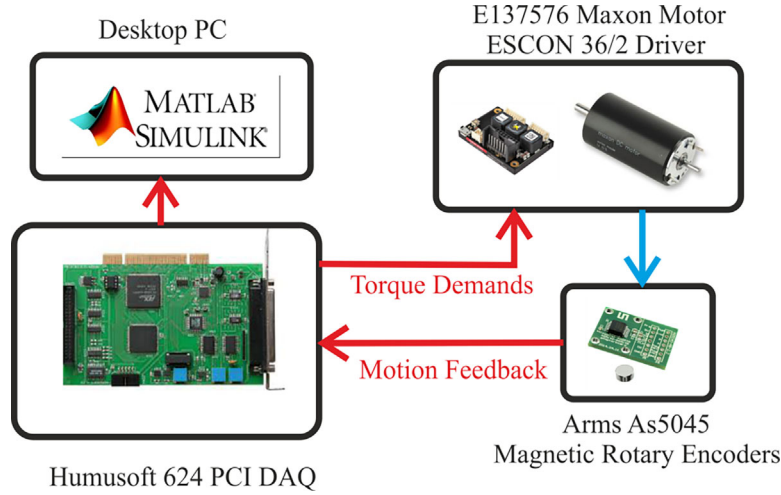 Desktop PC
E137576 Maxon Motor
ESCON 36/2 Driver
MATLAB
SIMULINK
Torque Demands
Motion Feedback
Arms As5045
Magnetic Rotary Encoders
Humusoft 624 PCI DAQ